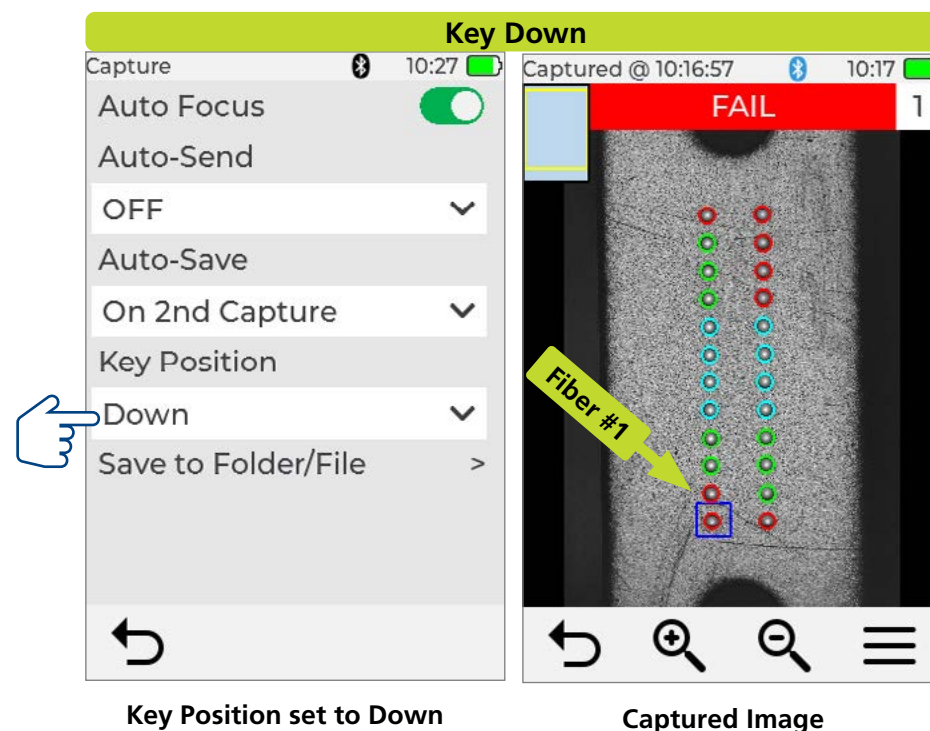 Key Down
Capture 10:27
Auto Focus
Auto-Send
OFF
Auto-Save
On 2nd Capture
Key Position
Down
Save to Folder/File >
Key Position set to Down
Captured @ 10:16:57 10:17
FAIL 1
Fiber #1
Captured Image